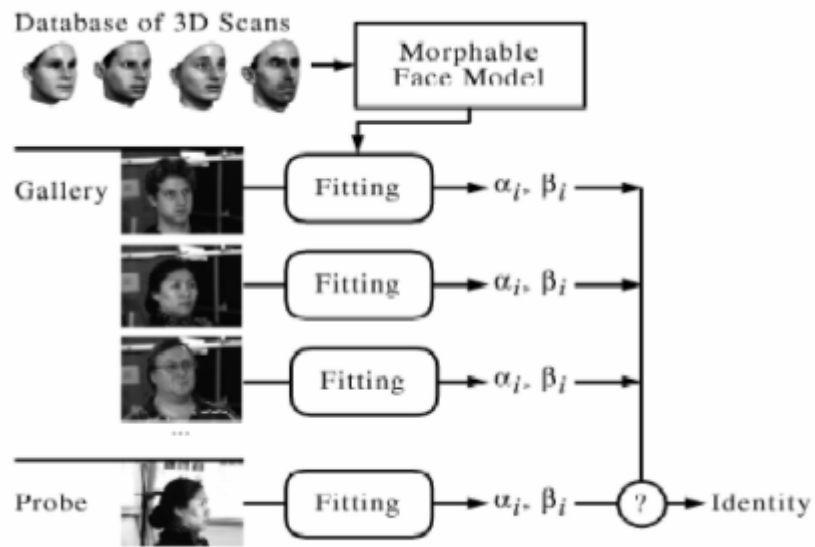 Database of 3D Scans
Morphable
Face Model
Gallery
Fitting
αi, βi
Fitting
αi, βi
Fitting
αi, βi
...
Probe
Fitting
αi, βi
?
Identity